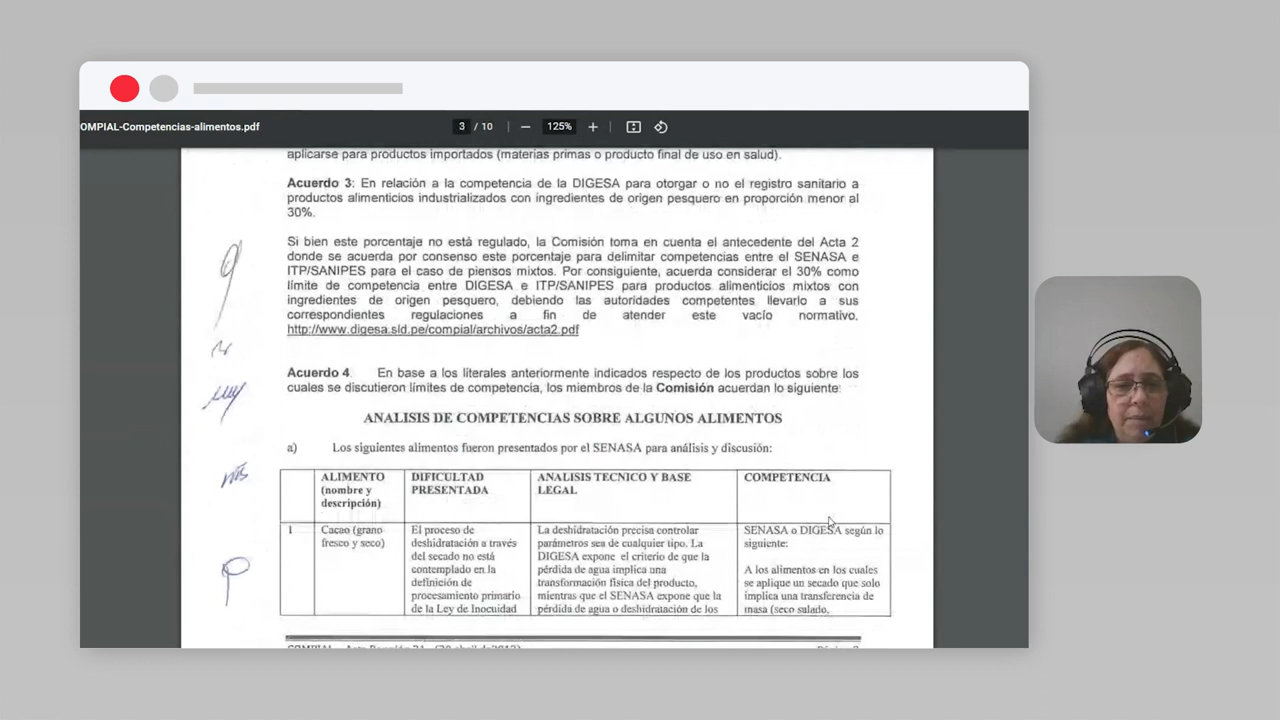 OMPIAL-Competencias-alimentos.pdf
3 / 10
125%
aplicarse para productos importados (materias primas o producto final de uso en salud).
Acuerdo 3: En relación a la competencia de la DIGESA para otorgar o no el registro sanitario a
productos alimenticios industrializados con ingredientes de origen pesquero en proporción menor al
30%.
Si bien este porcentaje no está regulado, la Comisión toma en cuenta el antecedente del Acta 2
donde se acuerda por consenso este porcentaje para delimitar competencias entre el SENASA e
ITP/SANIPES para el caso de piensos mixtos. Por consiguiente, acuerda considerar el 30% como
límite de competencia entre DIGESA e ITP/SANIPES para productos alimenticios mixtos con
ingredientes de origen pesquero, debiendo las autoridades competentes llevarlo a sus
correspondientes regulaciones a fin de atender este vacío normativo.
http://www.digesa.sld.pe/compial/archivos/acta2.pdf
Acuerdo 4. En base a los literales anteriormente indicados respecto de los productos sobre los
cuales se discutieron límites de competencia, los miembros de la Comisión acuerdan lo siguiente:
ANALISIS DE COMPETENCIAS SOBRE ALGUNOS ALIMENTOS
a) Los siguientes alimentos fueron presentados por el SENASA para análisis y discusión:
ALIMENTO
(nombre y
descripción)
DIFICULTAD
PRESENTADA
ANALISIS TECNICO Y BASE
LEGAL
COMPETENCIA
1
Cacao (grano
fresco y seco)
El proceso de
deshidratación a través
del secado no está
contemplado en la
definición de
procesamiento primario
de la Ley de Inocuidad
La deshidratación precisa controlar
parámetros sea de cualquier tipo. La
DIGESA expone el criterio de que la
pérdida de agua implica una
transformación física del producto,
mientras que el SENASA expone que la
pérdida de agua o deshidratación de los
SENASA o DIGESA según lo
siguiente:
A los alimentos en los cuales
se aplique un secado que solo
implica una transferencia de
masa (seco salado,